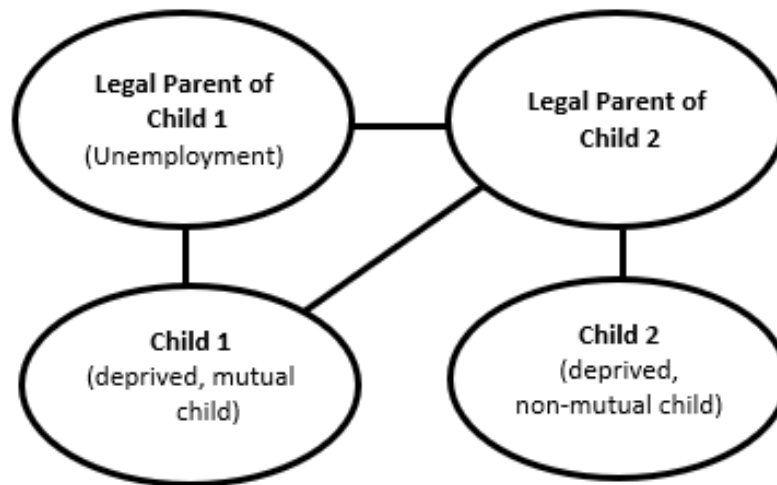 Legal Parent of
Child 1
(Unemployment)
Legal Parent of
Child 2
Child 1
(deprived, mutual
child)
Child 2
(deprived,
non-mutual child)